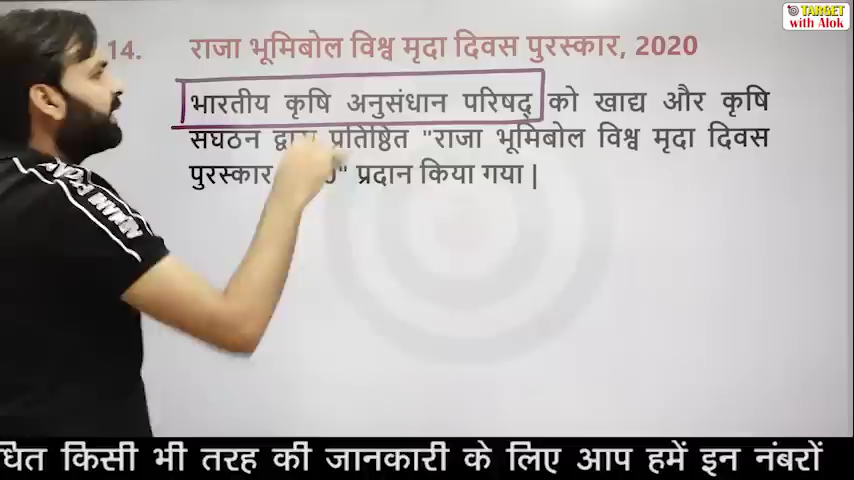 TARGET
with Alok
14. राजा भूमिबोल विश्व मृदा दिवस पुरस्कार, 2020
भारतीय कृषि अनुसंधान परिषद् को खाद्य और कृषि
सघठन द्वारा प्रतिष्ठित "राजा भूमिबोल विश्व मृदा दिवस
पुरस्कार " प्रदान किया गया |
धित किसी भी तरह की जानकारी के लिए आप हमें इन नंबरों